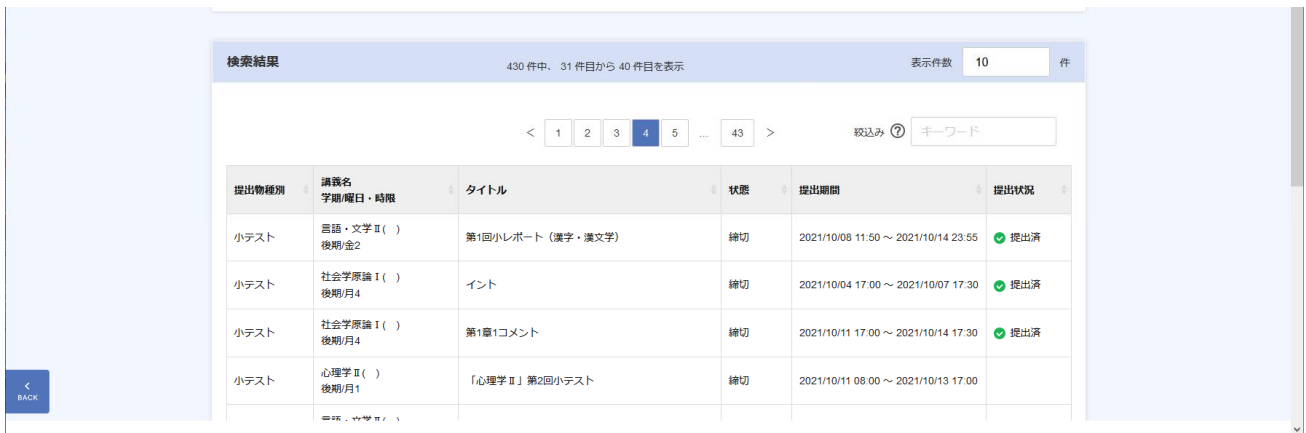 検索結果 430 件中、 31 件目から 40 件目を表示 表示件数 10 件
< 1 2 3 4 5 ... 43 > 絞込み ? キーワード
提出物種別 講義名 タイトル 状態 提出期間 提出状況
学期/曜日・時限
小テスト 言語・文学Ⅱ( ) 第1回小レポート（漢字・漢文学） 締切 2021/10/08 11:50 ～ 2021/10/14 23:55 提出済
後期/金2
小テスト 社会学原論Ⅰ( ) イント 締切 2021/10/04 17:00 ～ 2021/10/07 17:30 提出済
後期/月4
小テスト 社会学原論Ⅰ( ) 第1章1コメント 締切 2021/10/11 17:00 ～ 2021/10/14 17:30 提出済
後期/月4
小テスト 心理学Ⅱ( ) 「心理学Ⅱ」第2回小テスト 締切 2021/10/11 08:00 ～ 2021/10/13 17:00
後期/月1
BACK